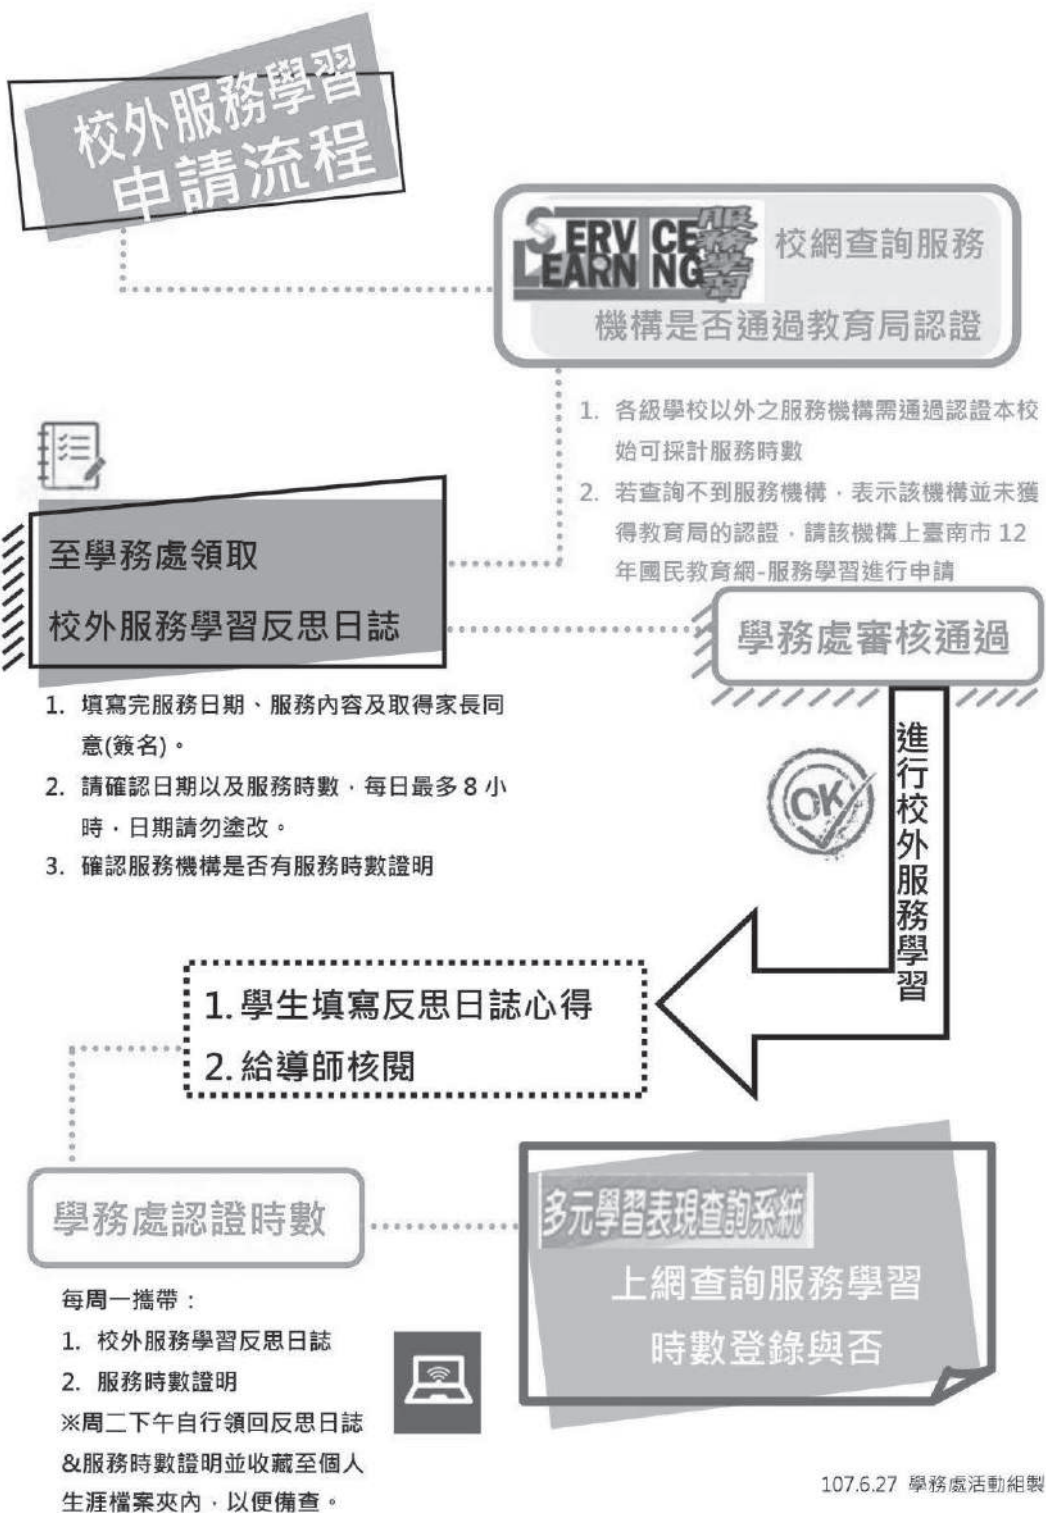 校外服務學習
申請流程
SERVICE
LEARNING
服務學習
校網查詢服務
機構是否通過教育局認證
1. 各級學校以外之服務機構需通過認證本校
始可採計服務時數
2. 若查詢不到服務機構，表示該機構並未獲
得教育局的認證，請該機構上臺南市 12
年國民教育網-服務學習進行申請
至學務處領取
校外服務學習反思日誌
1. 填寫完服務日期、服務內容及取得家長同
意(簽名)。
2. 請確認日期以及服務時數，每日最多 8 小
時，日期請勿塗改。
3. 確認服務機構是否有服務時數證明
學務處審核通過
OK
進行校外服務學習
1. 學生填寫反思日誌心得
2. 給導師核閱
學務處認證時數
每周一攜帶：
1. 校外服務學習反思日誌
2. 服務時數證明
※周二下午自行領回反思日誌
&服務時數證明並收藏至個人
生涯檔案夾內，以便備查。
多元學習表現查詢系統
上網查詢服務學習
時數登錄與否
107.6.27 學務處活動組製